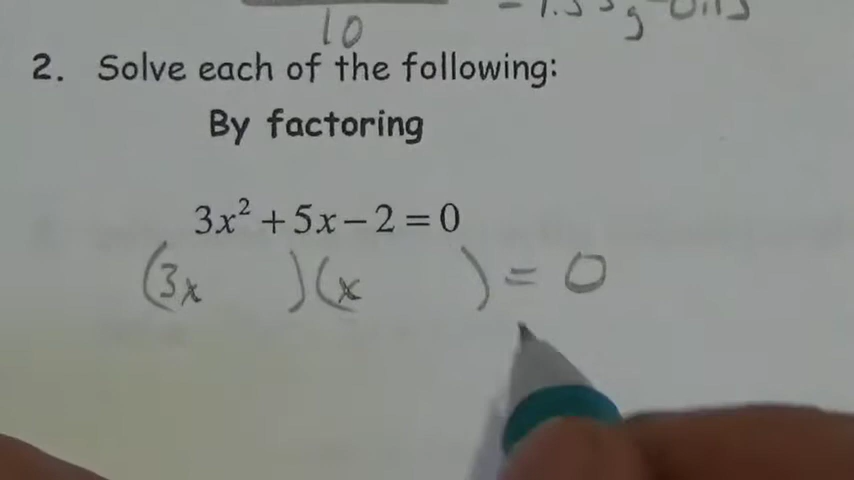 10
2. Solve each of the following:
By factoring
3x² + 5x − 2 = 0
(3x )(x ) = 0